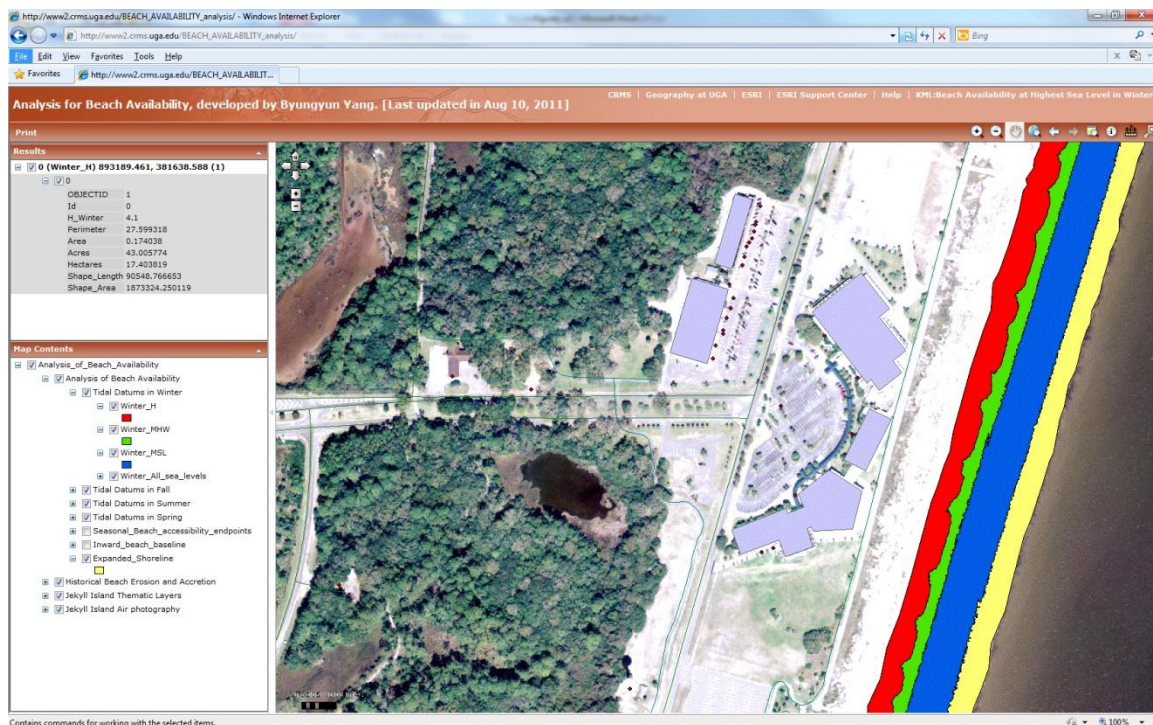 http://www2.crms.uga.edu/BEACH_AVAILABILITY_analysis/ - Windows Internet Explorer
http://www2.crms.uga.edu/BEACH_AVAILABILITY_analysis/
Bing
File Edit View Favorites Tools Help
Favorites http://www2.crms.uga.edu/BEACH_AVAILABILIT...
CRMS | Geography at UGA | ESRI | ESRI Support Center | Help | KML:Beach Availability at Highest Sea Level in Winter
Analysis for Beach Availability, developed by Byungyun Yang. [Last updated in Aug 10, 2011]
Print
Results
0 (Winter_H) 893189.461, 381638.588 (1)
0
OBJECTID 1
Id 0
H_Winter 4.1
Perimeter 27.599318
Area 0.174038
Acres 43.005774
Hectares 17.403819
Shape_Length 90548.766653
Shape_Area 1873324.250119
Map Contents
Analysis_of_Beach_Availability
Analysis of Beach Availability
Tidal Datums in Winter
Winter_H
Winter_MHW
Winter_MSL
Winter_All_sea_levels
Tidal Datums in Fall
Tidal Datums in Summer
Tidal Datums in Spring
Seasonal_Beach_accessibility_endpoints
Inward_beach_baseline
Expanded_Shoreline
Historical Beach Erosion and Accretion
Jekyll Island Thematic Layers
Jekyll Island Air photography
Contains commands for working with the selected items.
100%